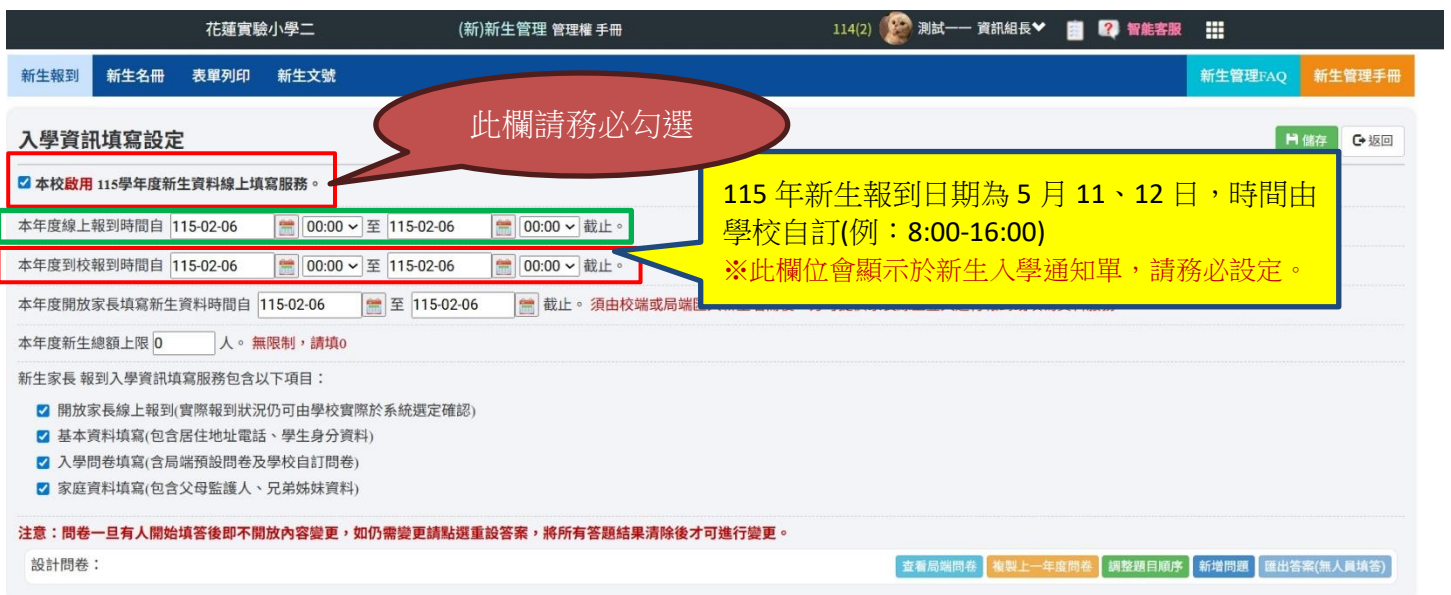 花蓮實驗小學二 (新)新生管理 管理權 手冊 114(2) 測試一一 資訊組長 智能客服
新生報到 新生名冊 表單列印 新生文號 新生管理FAQ 新生管理手冊
此欄請務必勾選
入學資訊填寫設定 儲存 返回
本校啟用 115學年度新生資料線上填寫服務。
115 年新生報到日期為 5 月 11、12 日，時間由
學校自訂(例：8:00-16:00)
※此欄位會顯示於新生入學通知單，請務必設定。
本年度線上報到時間自 115-02-06 00:00 至 115-02-06 00:00 截止。
本年度到校報到時間自 115-02-06 00:00 至 115-02-06 00:00 截止。
本年度開放家長填寫新生資料時間自 115-02-06 至 115-02-06 截止。須由校端或局端
本年度新生總額上限 0 人。無限制，請填0
新生家長 報到入學資訊填寫服務包含以下項目：
開放家長線上報到(實際報到狀況仍可由學校實際於系統選定確認)
基本資料填寫(包含居住地址電話、學生身分資料)
入學問卷填寫(含局端預設問卷及學校自訂問卷)
家庭資料填寫(包含父母監護人、兄弟姊妹資料)
注意：問卷一旦有人開始填答後即不開放內容變更，如仍需變更請點選重設答案，將所有答題結果清除後才可進行變更。
設計問卷： 查看局端問卷 複製上一年度問卷 調整題目順序 新增問題 匯出答案(無人員填答)